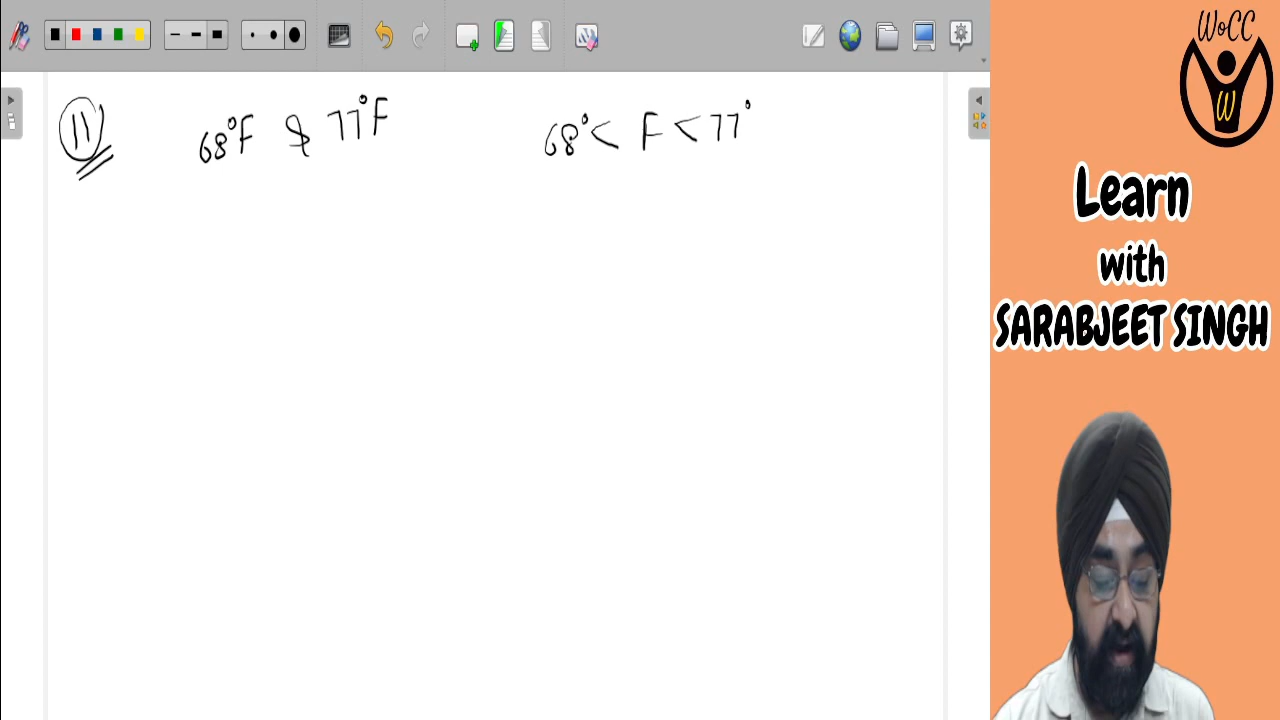 11 68°F & 77°F 68° < F < 77°
WoCC
W
Learn
with
SARABJEET SINGH